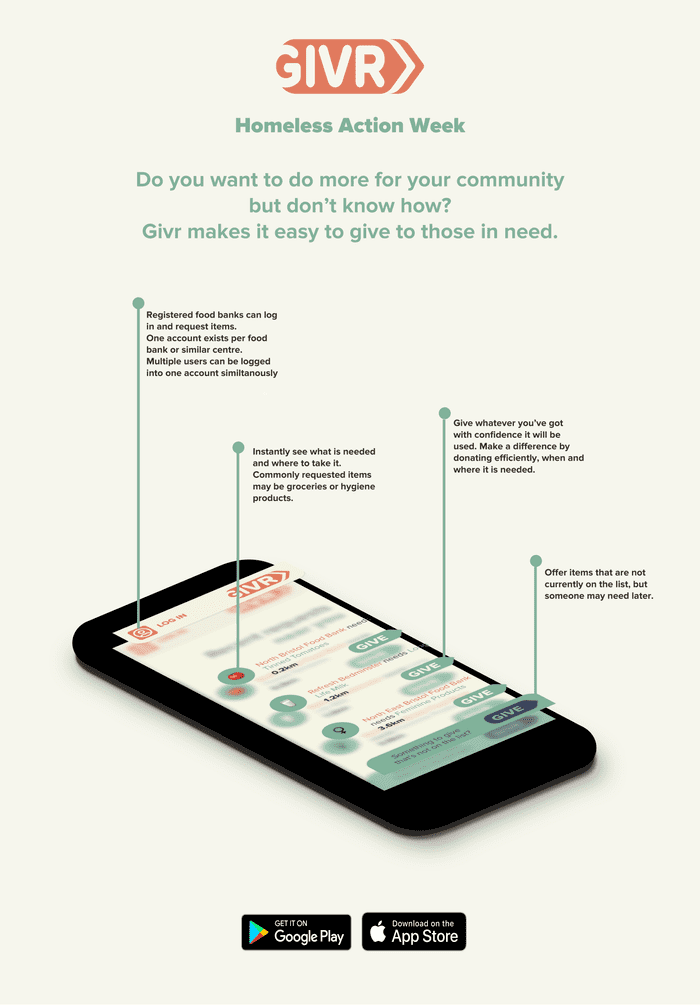 GIVR
Homeless Action Week
Do you want to do more for your community
but don't know how?
Givr makes it easy to give to those in need.
Registered food banks can log
in and request items.
One account exists per food
bank or similar centre.
Multiple users can be logged
into one account similtanously
Give whatever you've got
with confidence it will be
used. Make a difference by
donating efficiently, when and
where it is needed.
Instantly see what is needed
and where to take it.
Commonly requested items
may be groceries or hygiene
products.
Offer items that are not
currently on the list, but
someone may need later.
GIVR
LOG IN
North Bristol Food Bank need
Tinned Tomatoes
0.2km
GIVE
Refresh Bedminster needs Lo
Life Milk
1.2km
GIVE
North East Bristol Food Bank
needs Feminine Products
3.6km
GIVE
Something to give
that's not on the list?
GIVE
GET IT ON
Google Play
Download on the
App Store